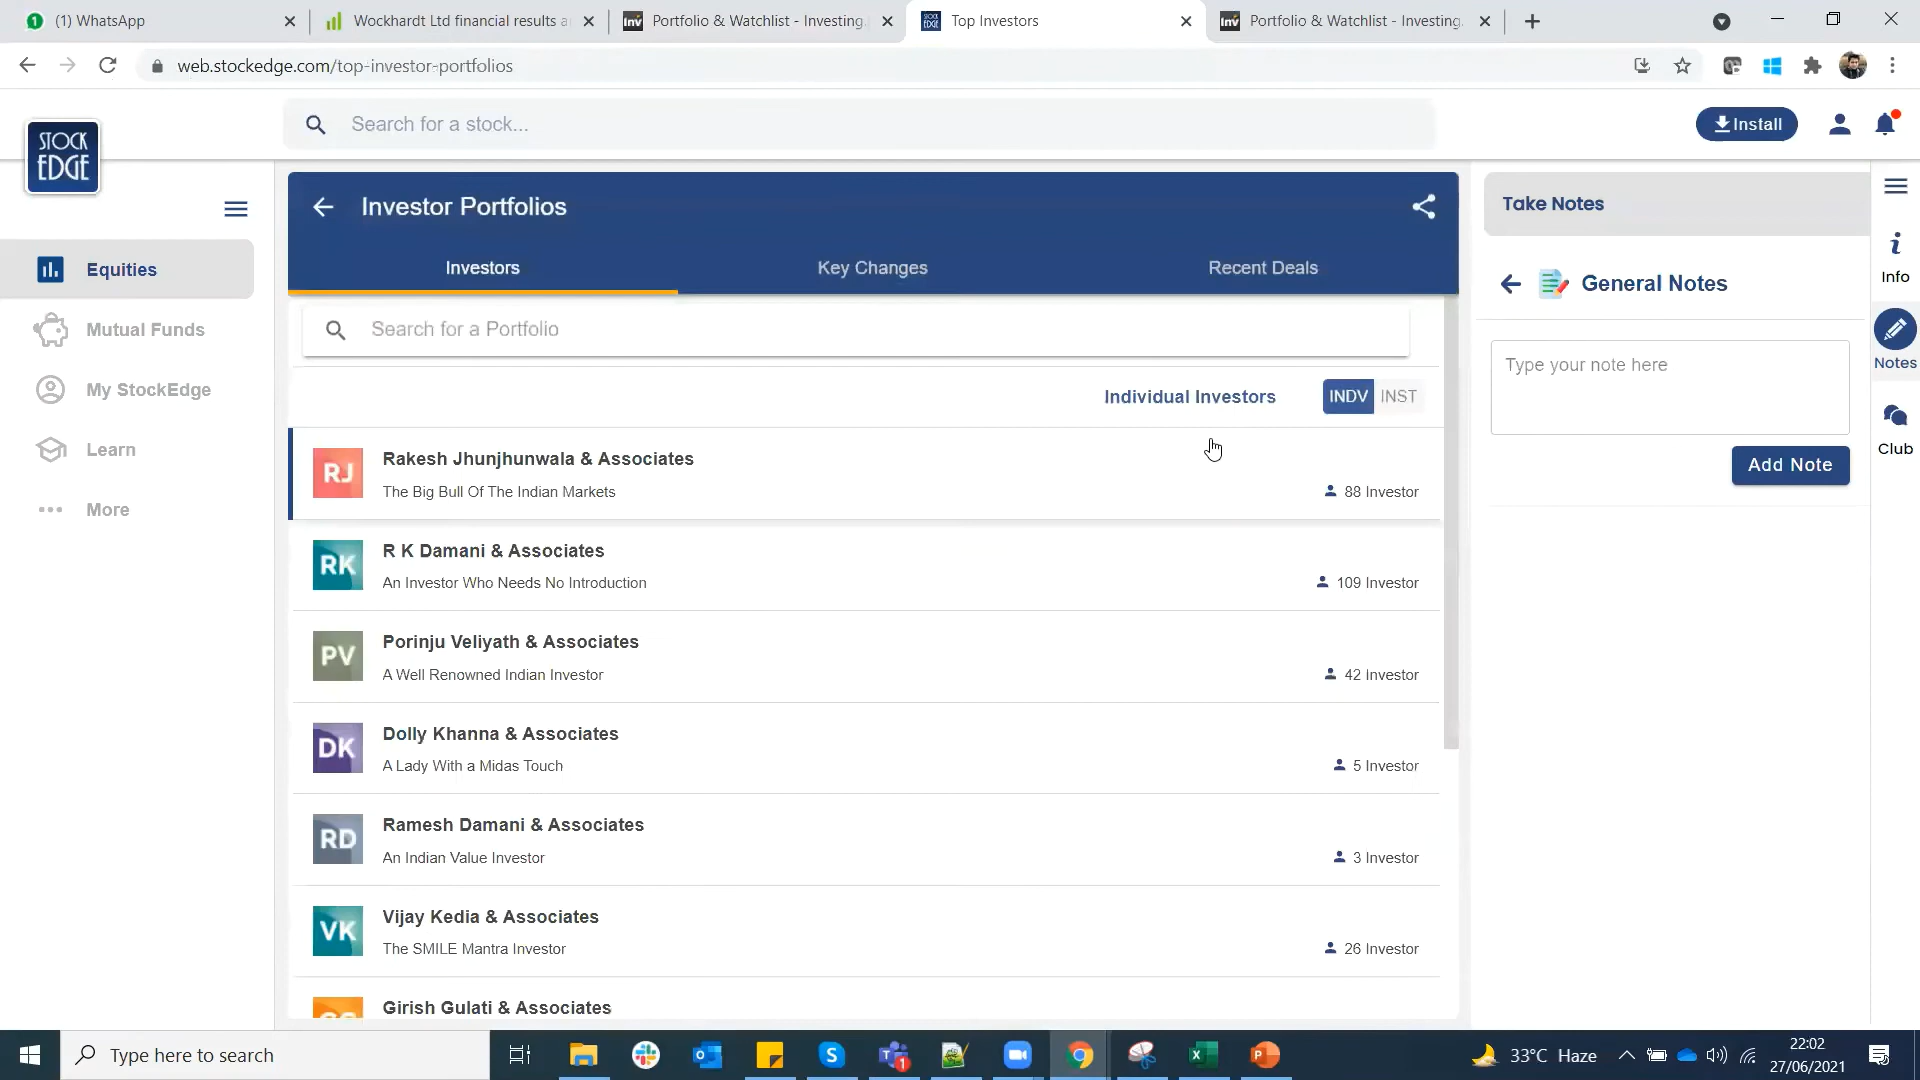 (1) WhatsApp
Wockhardt Ltd financial results a
Portfolio & Watchlist - Investing.
Top Investors
Portfolio & Watchlist - Investing.
web.stockedge.com/top-investor-portfolios
STOCK
EDGE
Search for a stock...
Install
Equities
Mutual Funds
My StockEdge
Learn
More
Investor Portfolios
Investors
Key Changes
Recent Deals
Search for a Portfolio
Individual Investors
INDV
INST
RJ
Rakesh Jhunjhunwala & Associates
The Big Bull Of The Indian Markets
88 Investor
RK
R K Damani & Associates
An Investor Who Needs No Introduction
109 Investor
PV
Porinju Veliyath & Associates
A Well Renowned Indian Investor
42 Investor
DK
Dolly Khanna & Associates
A Lady With a Midas Touch
5 Investor
RD
Ramesh Damani & Associates
An Indian Value Investor
3 Investor
VK
Vijay Kedia & Associates
The SMILE Mantra Investor
26 Investor
Girish Gulati & Associates
Take Notes
General Notes
Type your note here
Add Note
Info
Notes
Club
Type here to search
33°C Haze
22:02
27/06/2021